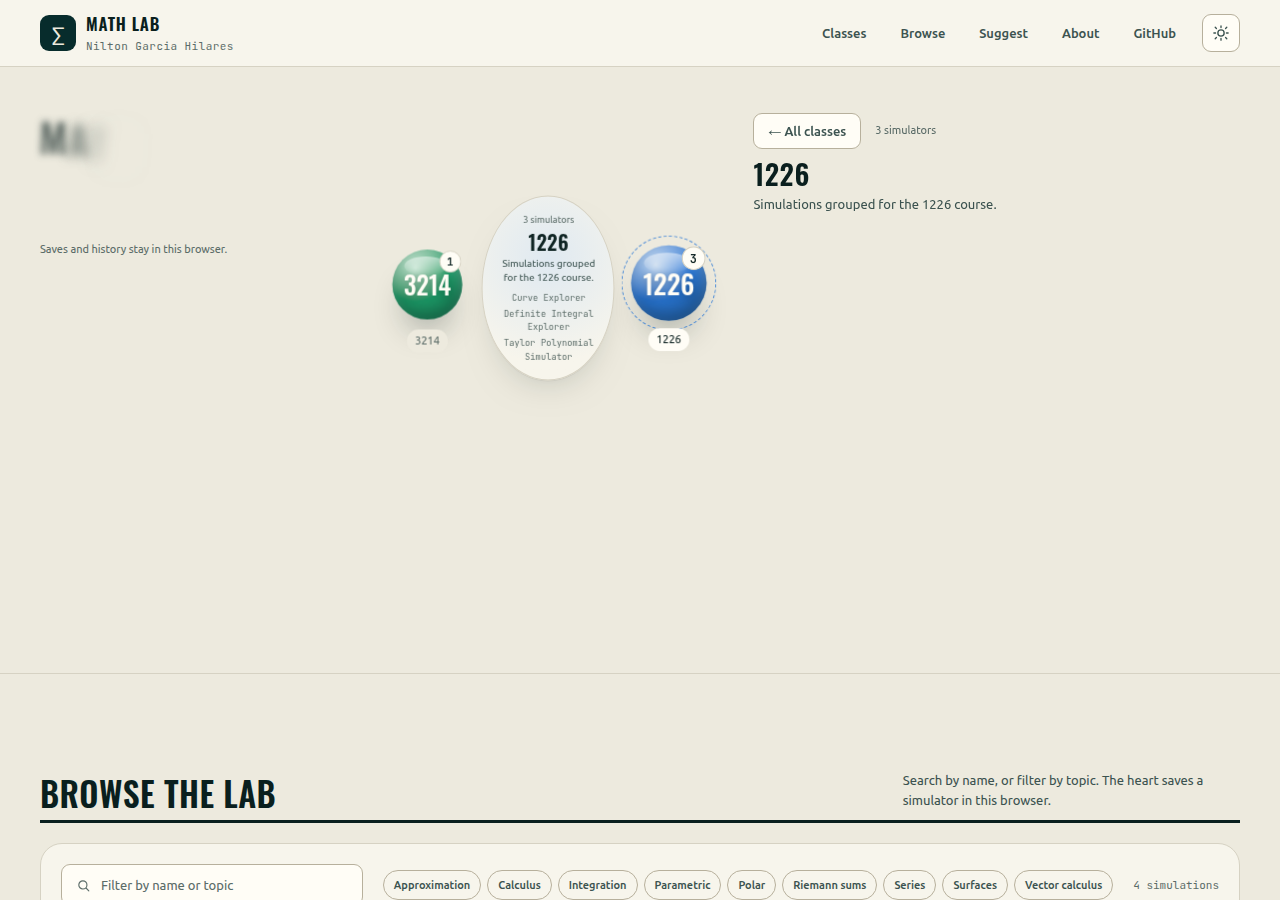 ∑
MATH LAB
Nilton Garcia Hilares
Classes
Browse
Suggest
About
GitHub
Saves and history stay in this browser.
3214
1
3214
3 simulators
1226
Simulations grouped
for the 1226 course.
Curve Explorer
Definite Integral
Explorer
Taylor Polynomial
Simulator
1226
3
1226
← All classes
3 simulators
1226
Simulations grouped for the 1226 course.
BROWSE THE LAB
Search by name, or filter by topic. The heart saves a
simulator in this browser.
Filter by name or topic
Approximation
Calculus
Integration
Parametric
Polar
Riemann sums
Series
Surfaces
Vector calculus
4 simulations